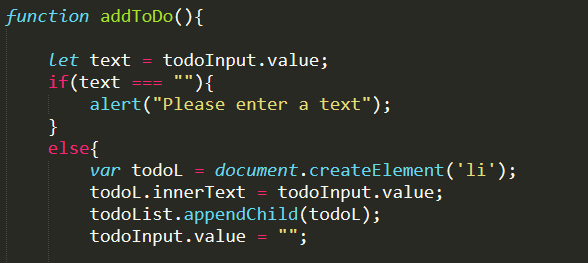 function addToDo(){
let text = todoInput.value;
if(text === ""){
alert("Please enter a text");
}
else{
var todoL = document.createElement('li');
todoL.innerText = todoInput.value;
todoList.appendChild(todoL);
todoInput.value = "";